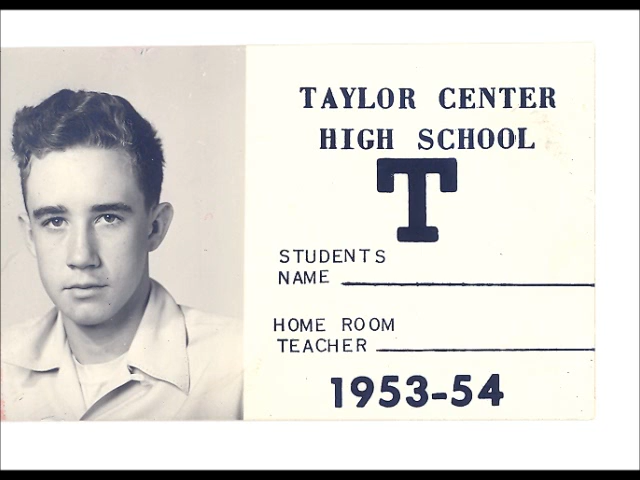 TAYLOR CENTER
HIGH SCHOOL
T
STUDENTS
NAME
HOME ROOM
TEACHER
1953-54